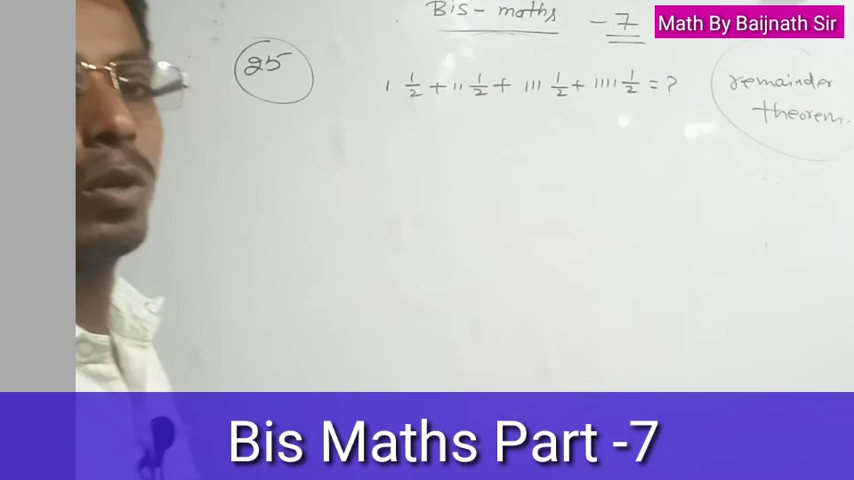 Bis - maths - 7
Math By Baijnath Sir
25
1 1/2 + 11 1/2 + 111 1/2 + 1111 1/2 = ?
remainder
theorem.
Bis Maths Part -7